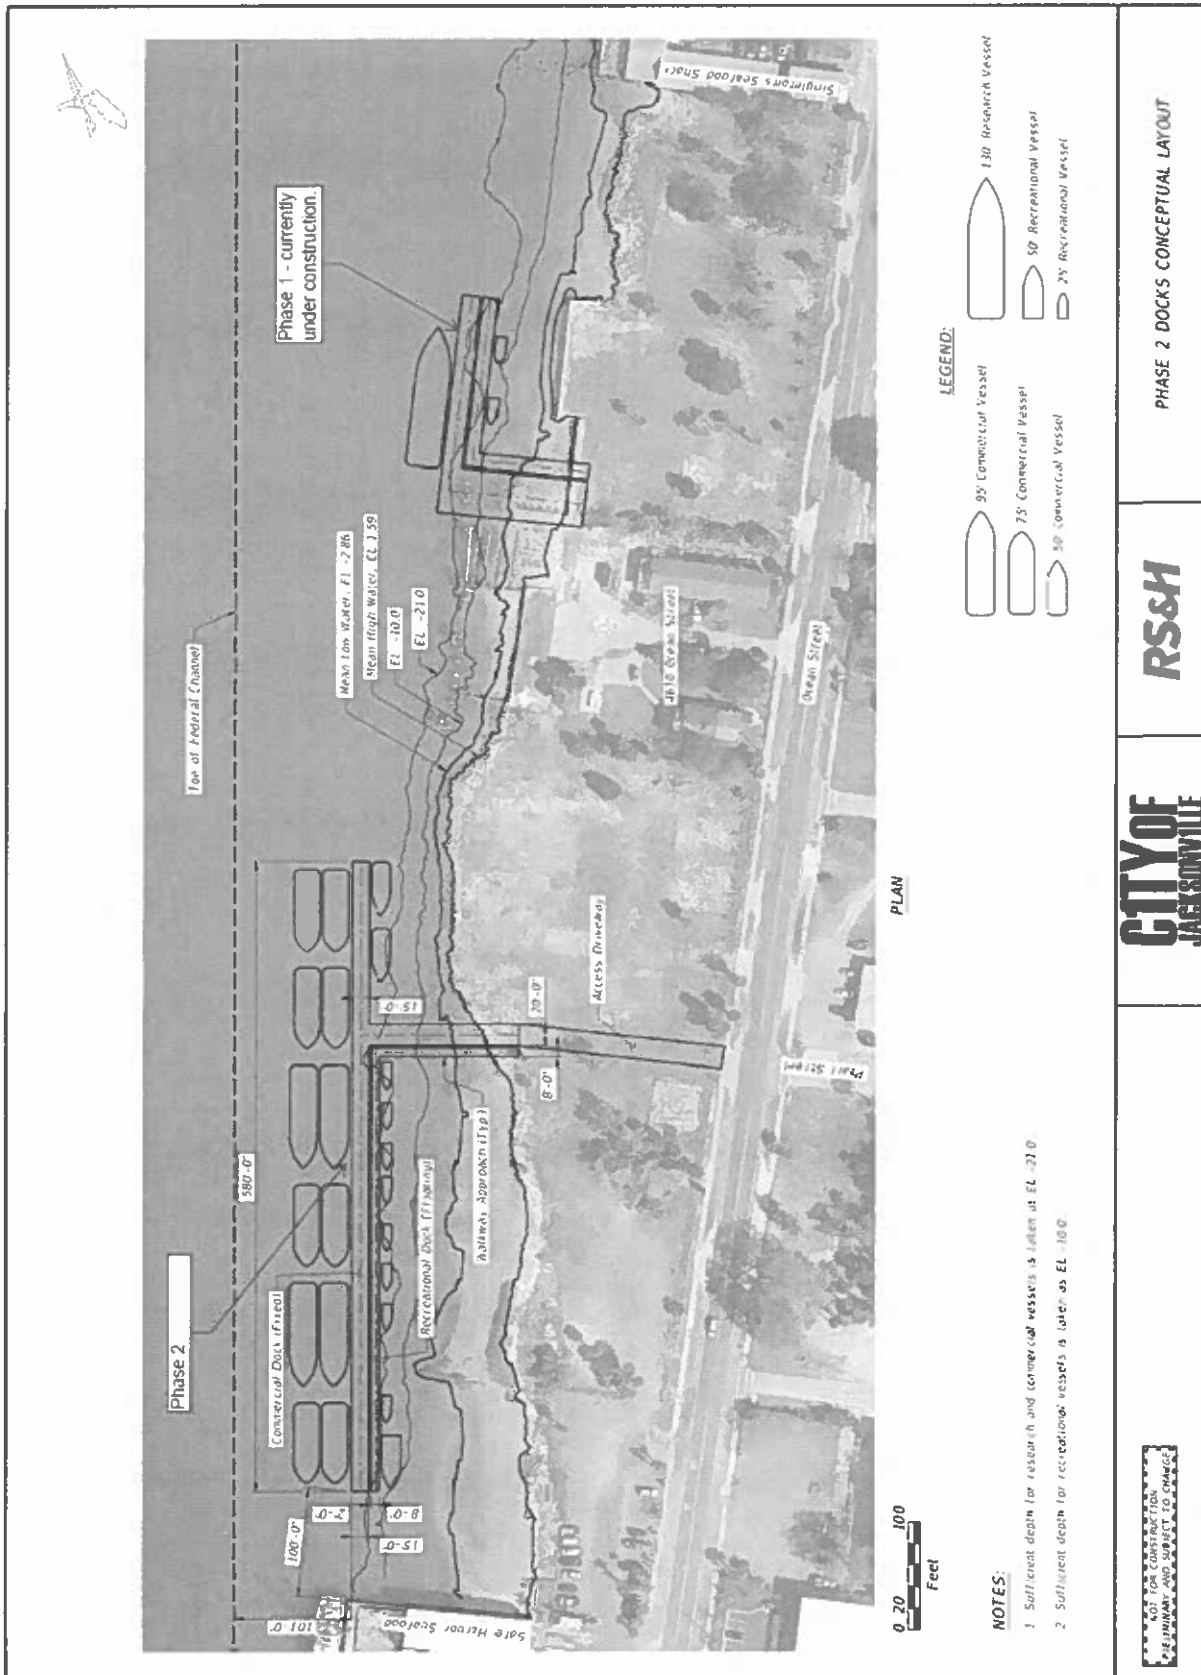 Toe of Federal Channel
Phase 1 - currently
under construction.
Singleton's Seafood Shack
Mean Low Water, EL -2.86
Mean High Water, EL 1.59
EL -10.0
EL -21.0
Phase 2
580'-0"
Commercial Dock (Fixed)
100'-0"
101'-0"
2'-0"
8'-0"
15'-0"
15'-0"
Recreational Dock (Floating)
Walkway Approach (Typ)
20'-0"
8'-0"
Access Driveway
4610 Ocean Street
Ocean Street
Pearl Street
Safe Harbor Seafood
PLAN
0 20 100
Feet
LEGEND:
95' Commercial Vessel
75' Commercial Vessel
50' Commercial Vessel
130' Research Vessel
50' Recreational Vessel
25' Recreational Vessel
NOTES:
1 Sufficient depth for research and commercial vessels is taken as EL -21.0.
2 Sufficient depth for recreational vessels is taken as EL -10.0.
NOT FOR CONSTRUCTION
PRELIMINARY AND SUBJECT TO CHANGE
CITY OF
JACKSONVILLE
RS&H
PHASE 2 DOCKS CONCEPTUAL LAYOUT